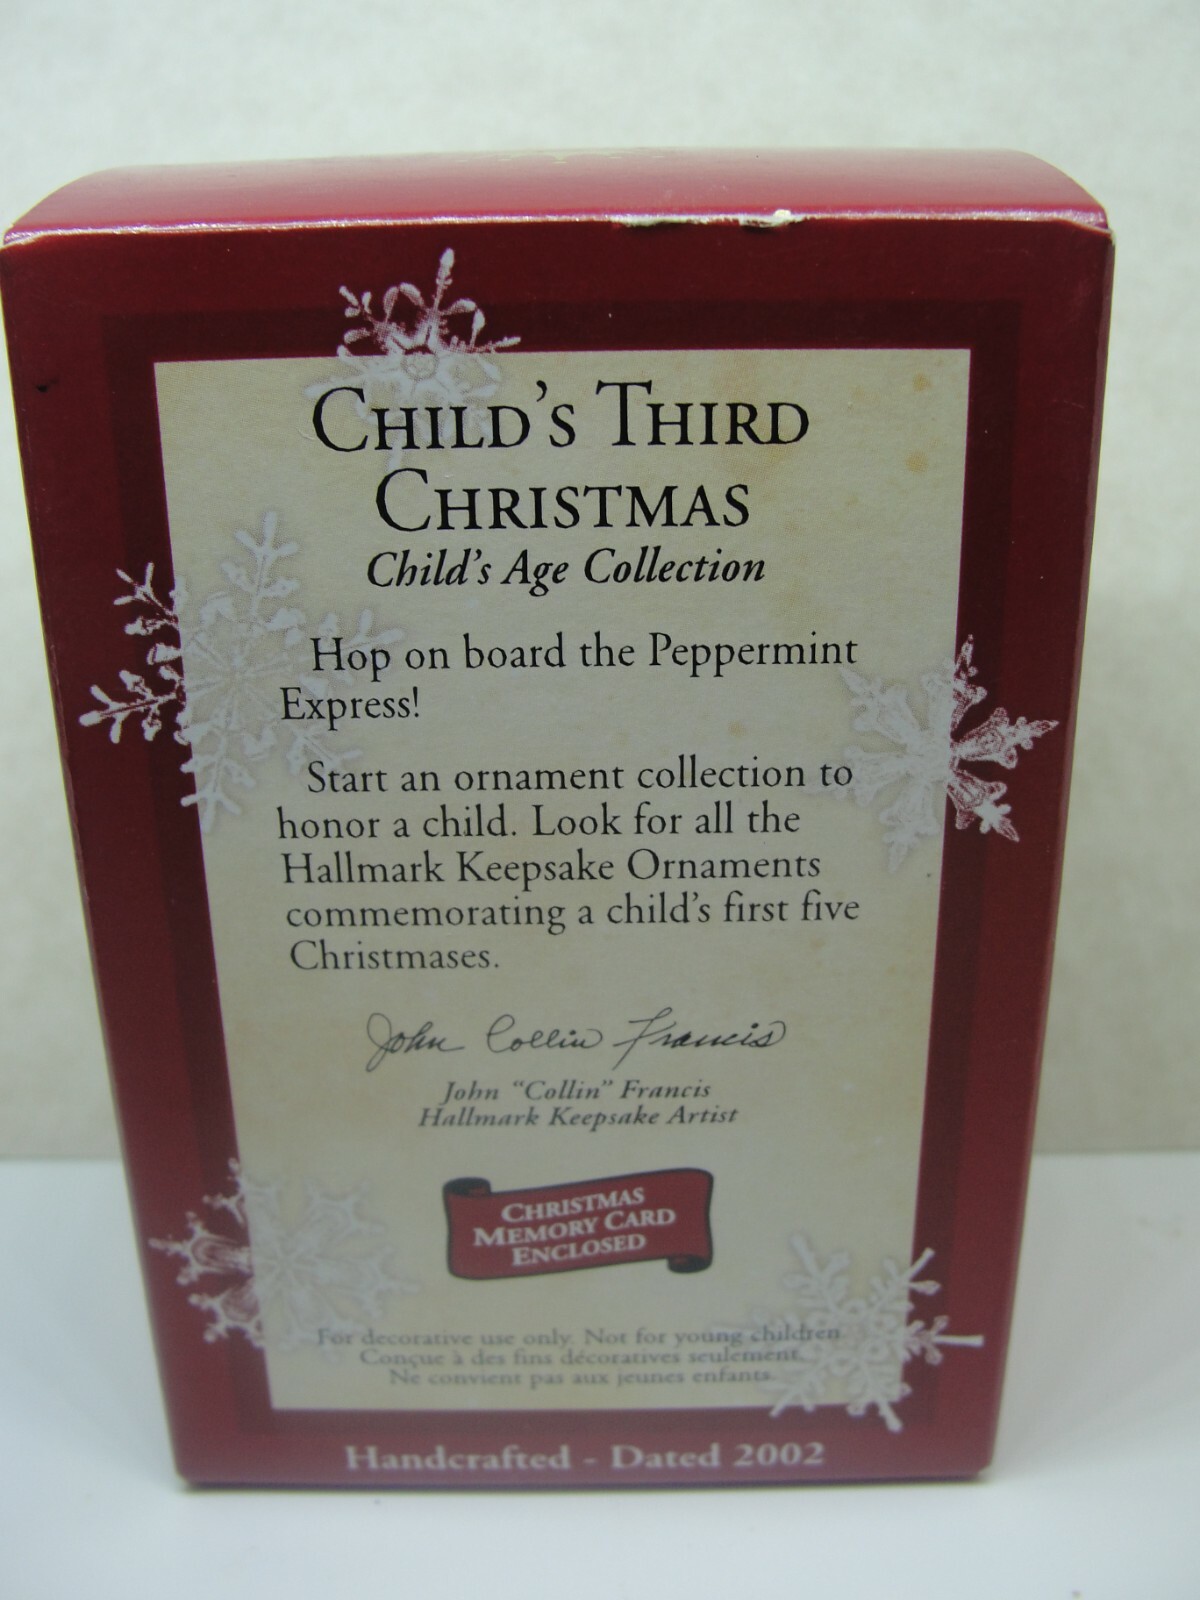 CHILD'S THIRD
CHRISTMAS
Child's Age Collection
Hop on board the Peppermint
Express!
Start an ornament collection to
honor a child. Look for all the
Hallmark Keepsake Ornaments
commemorating a child's first five
Christmases.
John Collin Francis
John "Collin" Francis
Hallmark Keepsake Artist
CHRISTMAS
MEMORY CARD
ENCLOSED
For decorative use only. Not for young children.
Conçue à des fins décoratives seulement.
Ne convient pas aux jeunes enfants.
Handcrafted - Dated 2002